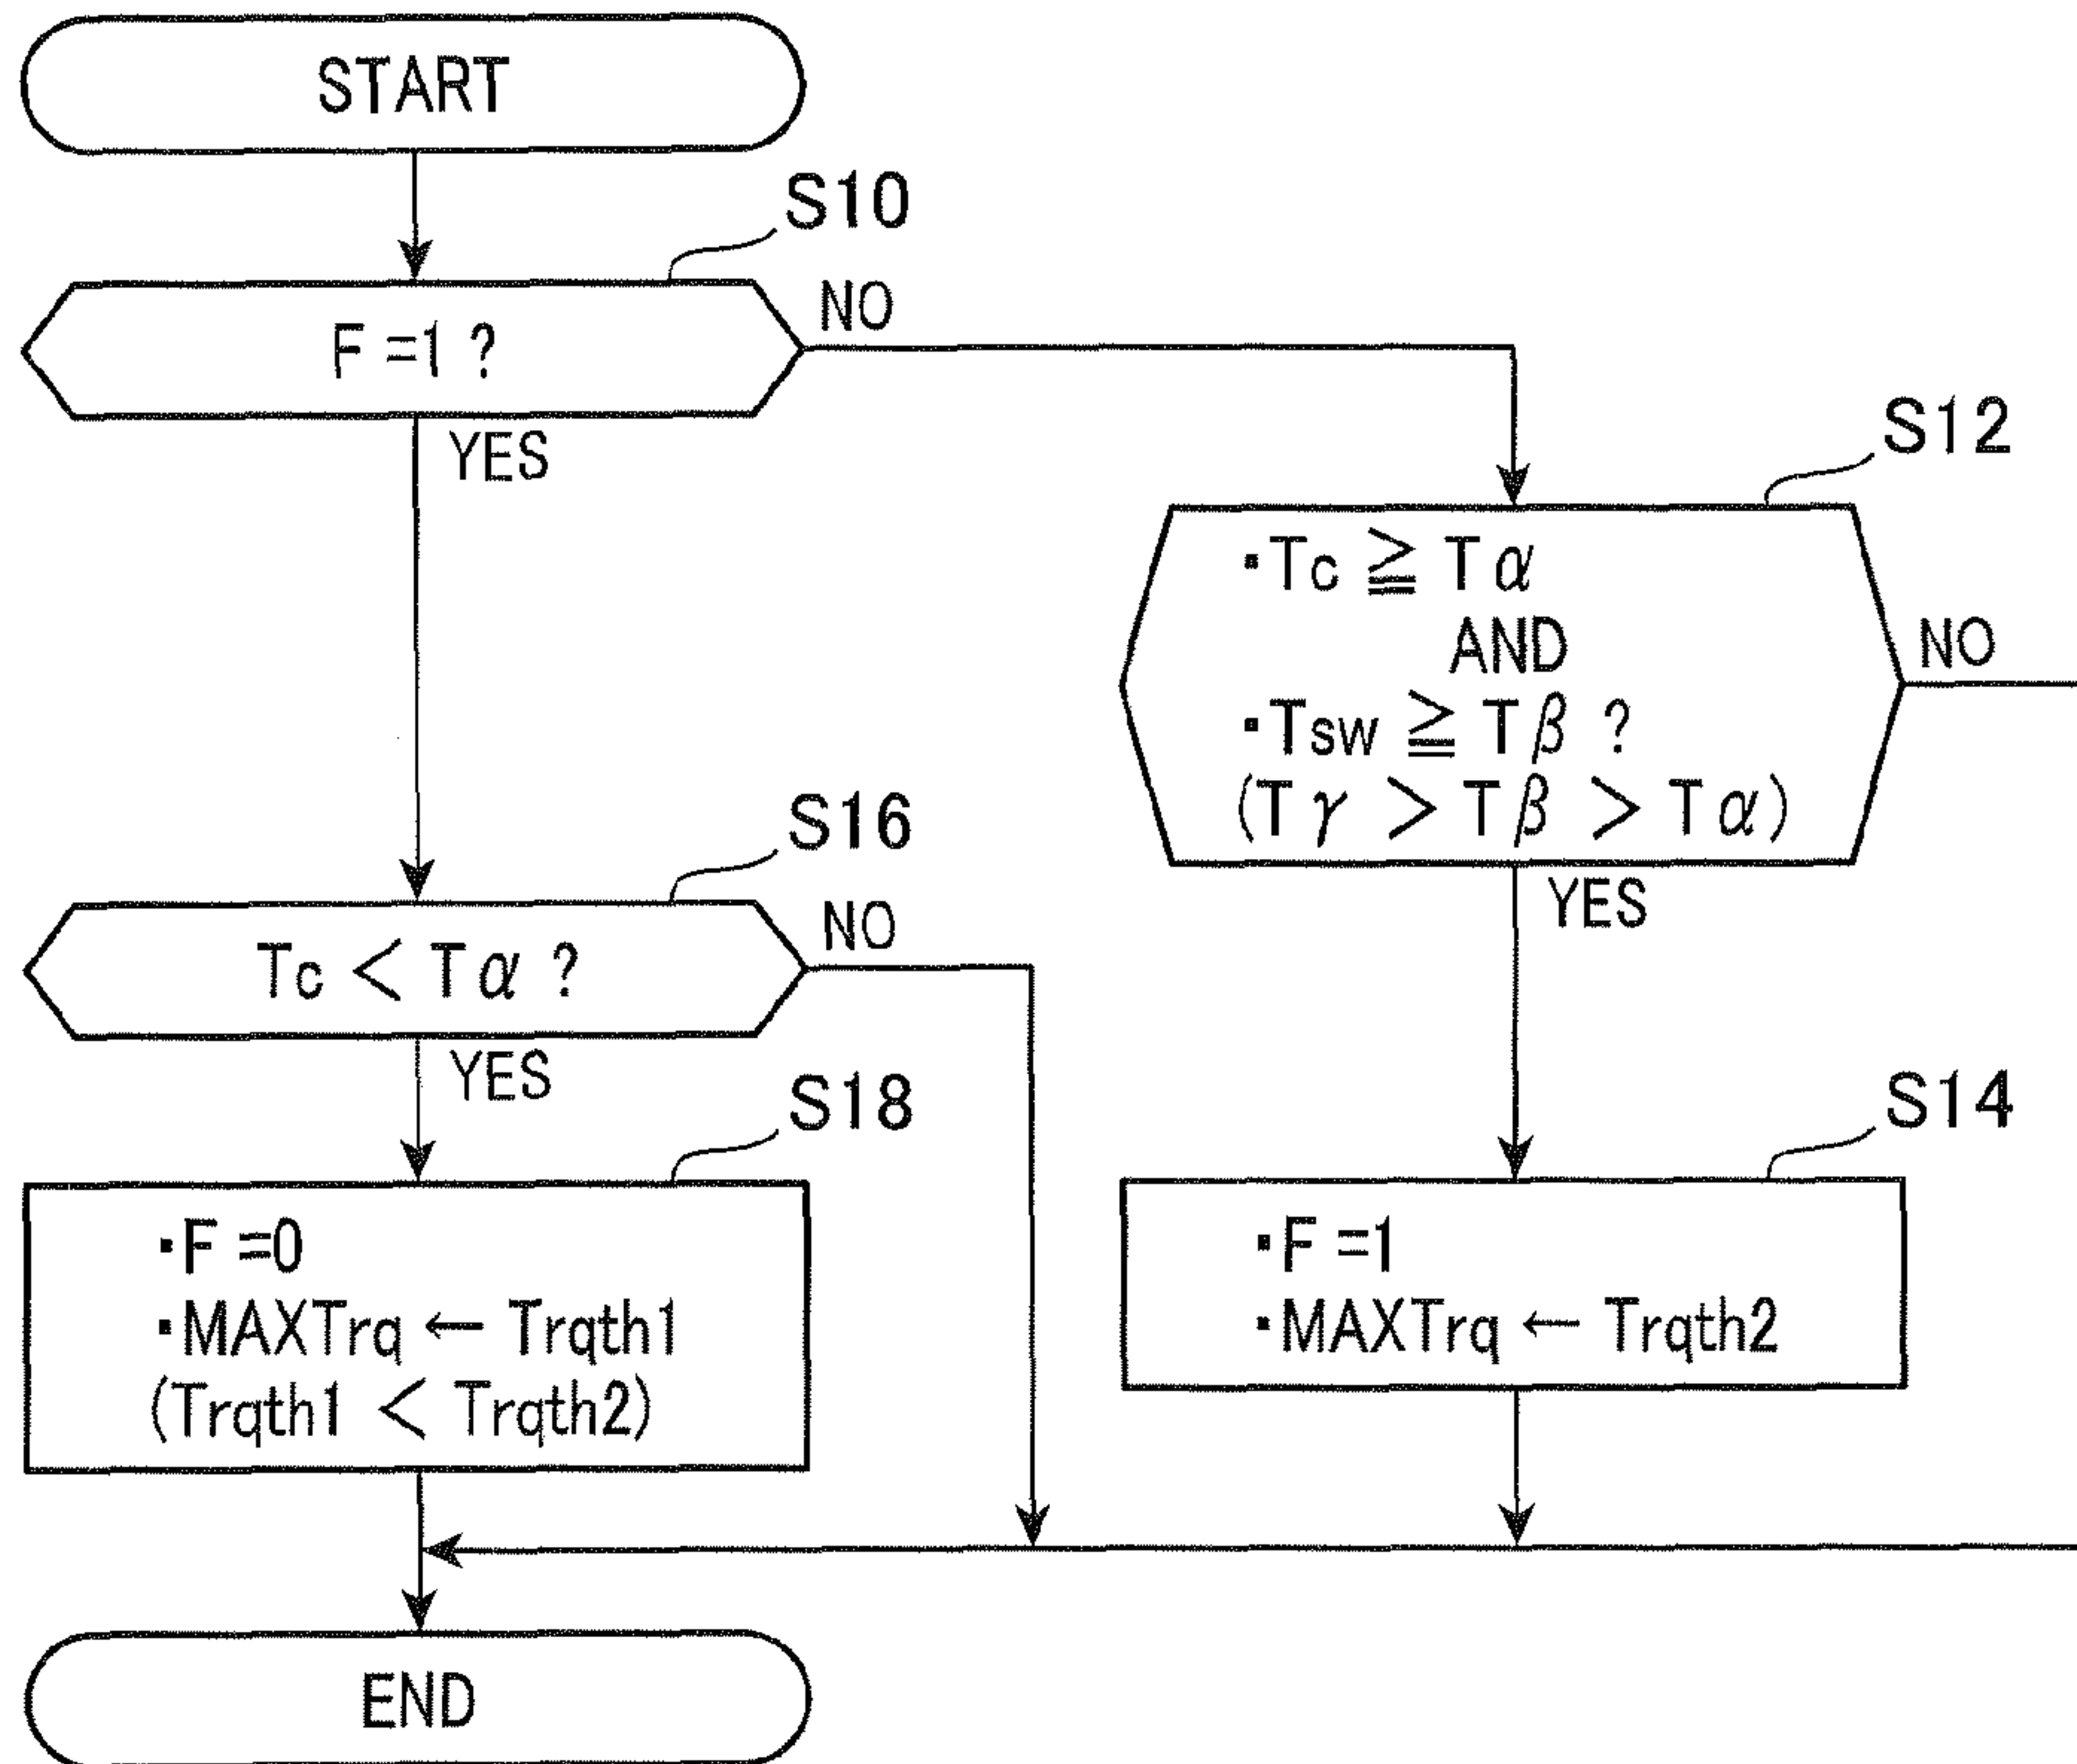 START
S10
F=1 ?
NO
YES
S12
・Tc ≧ Tα
AND
・Tsw ≧ Tβ ?
(Tγ > Tβ > Tα)
NO
YES
S16
Tc < Tα ?
NO
YES
S18
・F=0
・MAXTrq ← Trqth1
(Trqth1 < Trqth2)
S14
・F=1
・MAXTrq ← Trqth2
END